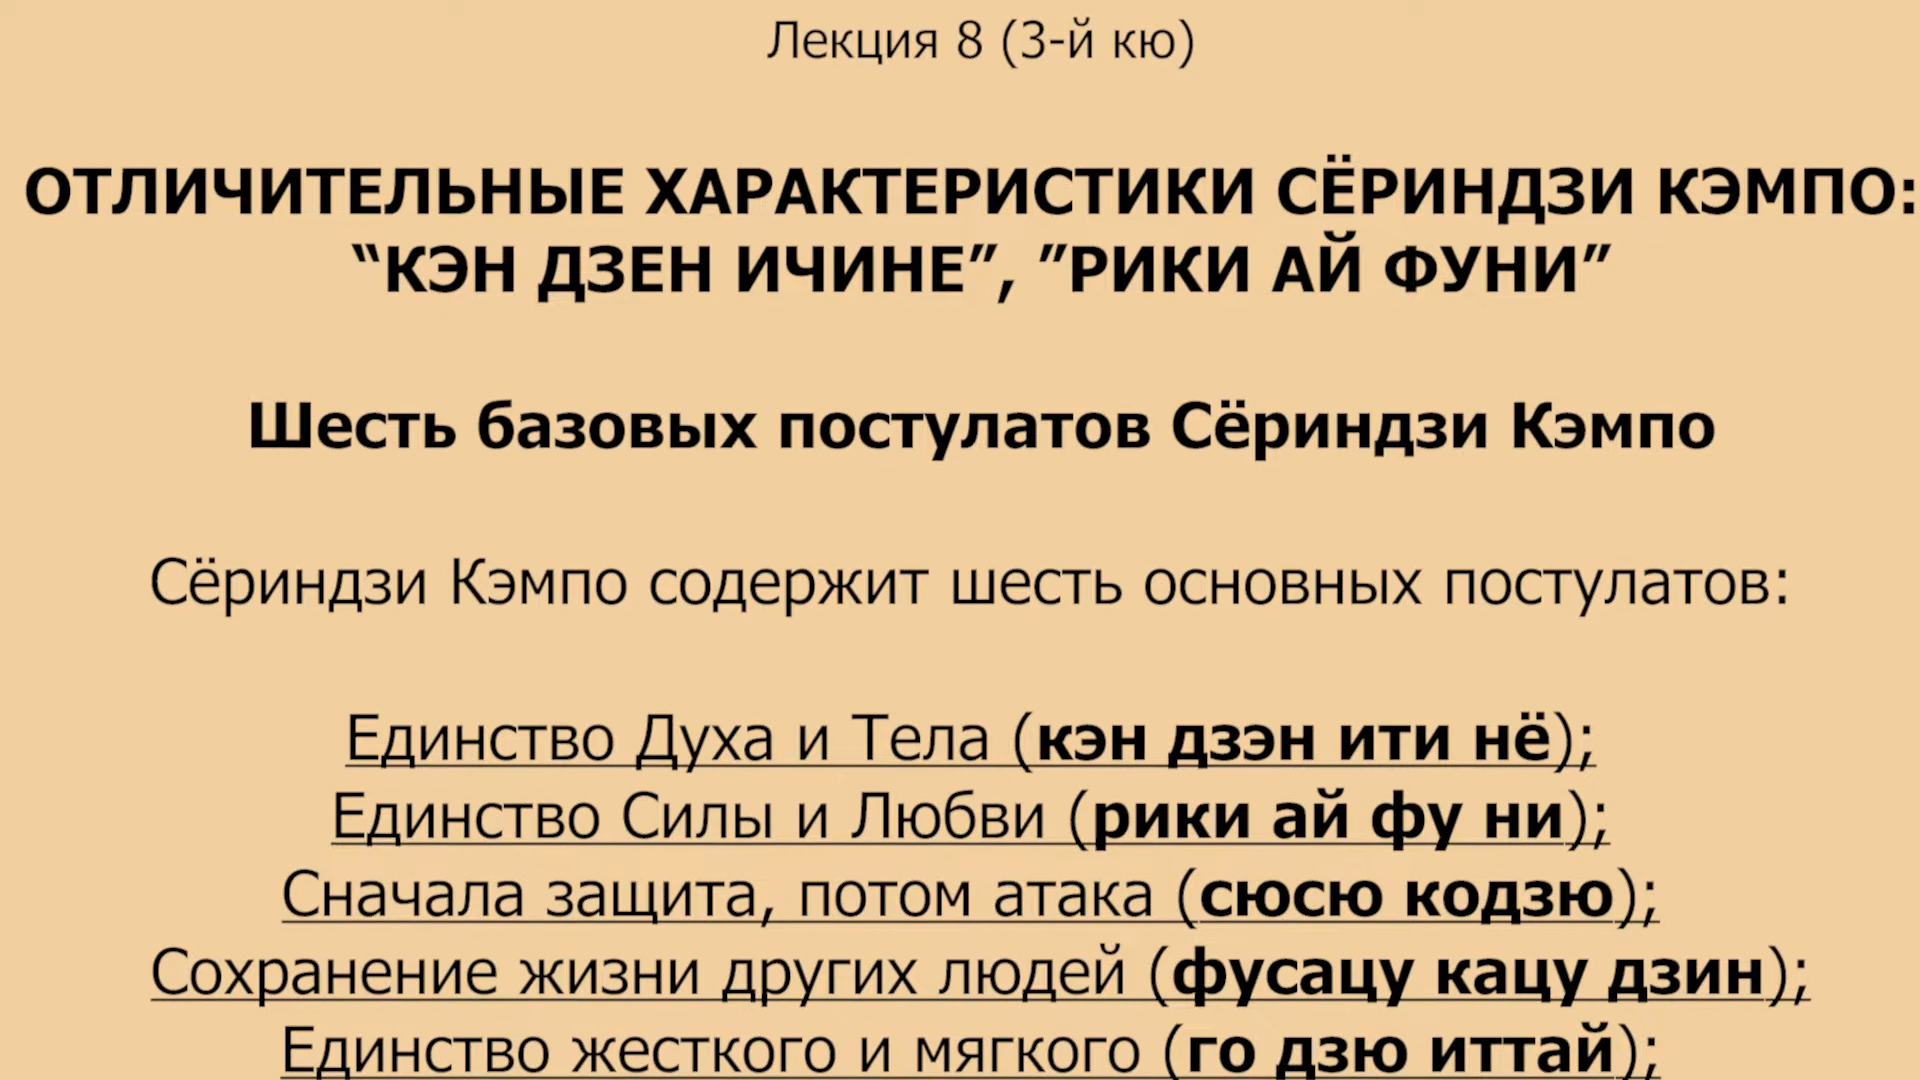 Лекция 8 (3-й кю)
ОТЛИЧИТЕЛЬНЫЕ ХАРАКТЕРИСТИКИ СЁРИНДЗИ КЭМПО:
“КЭН ДЗЕН ИЧИНЕ”, ”РИКИ АЙ ФУНИ”
Шесть базовых постулатов Сёриндзи Кэмпо
Сёриндзи Кэмпо содержит шесть основных постулатов:
Единство Духа и Тела (кэн дзэн ити нё);
Единство Силы и Любви (рики ай фу ни);
Сначала защита, потом атака (сюсю кодзю);
Сохранение жизни других людей (фусацу кацу дзин);
Единство жесткого и мягкого (го дзю иттай);